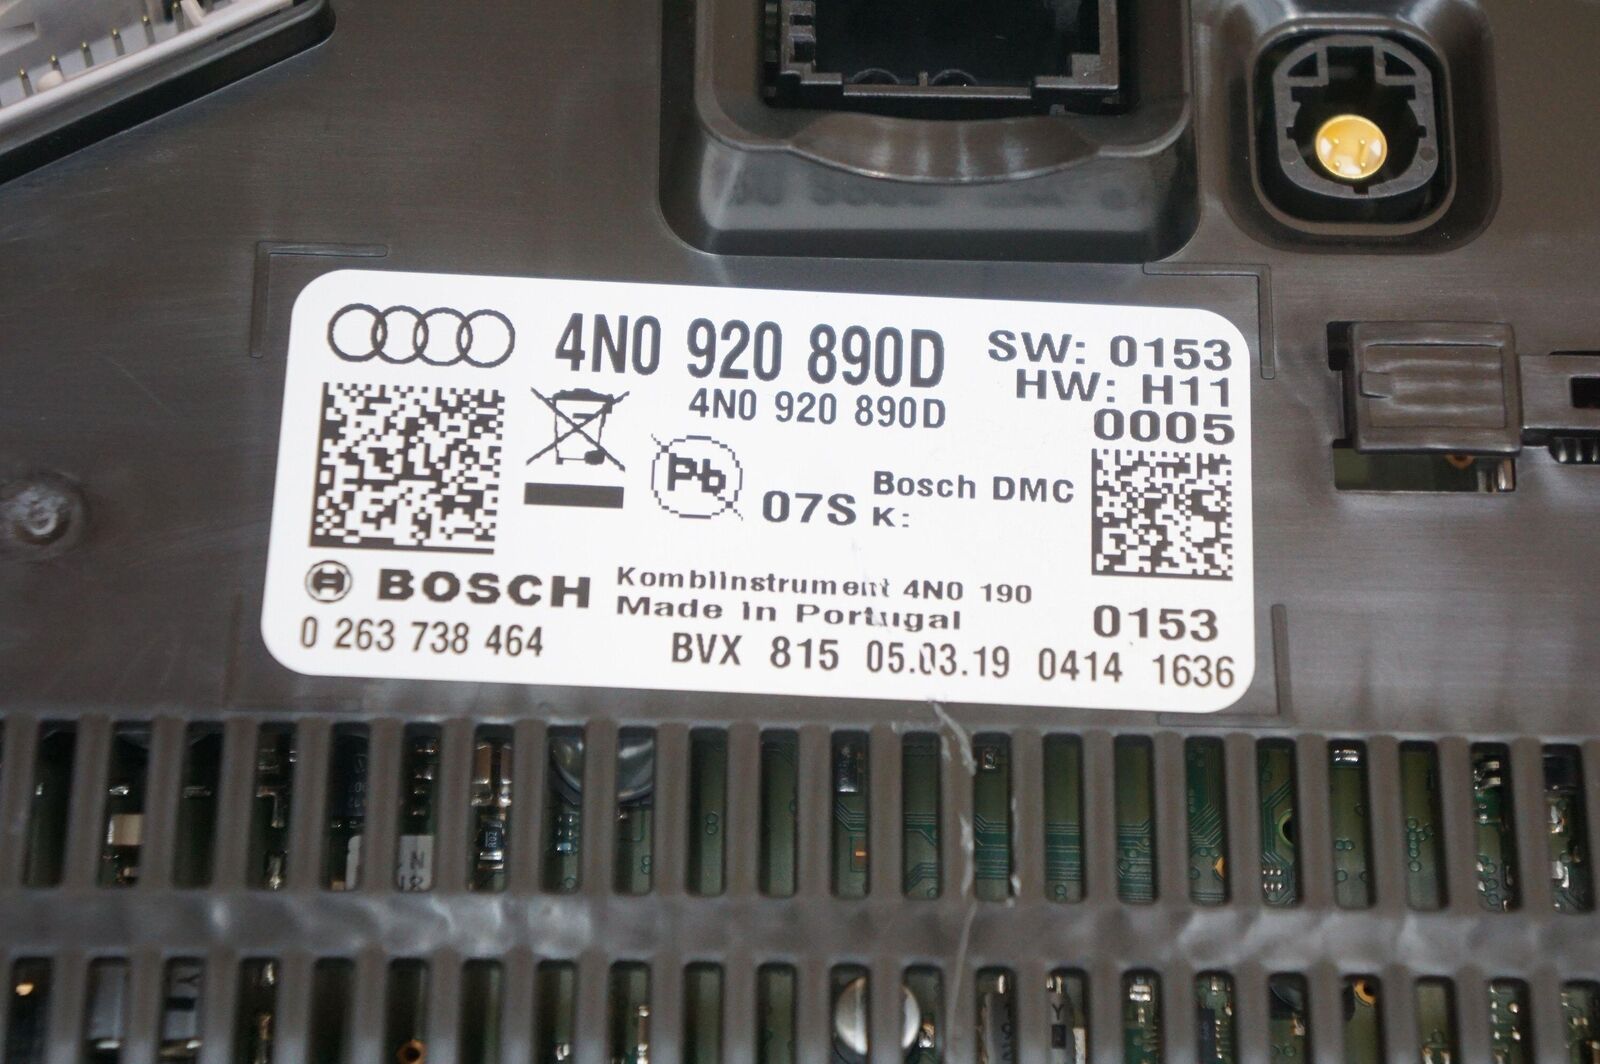 4N0 920 890D
SW: 0153
HW: H11
4N0 920 890D
0005
Pb
07S
Bosch DMC
K:
BOSCH
KombiInstrument 4N0 190
Made In Portugal
0153
0 263 738 464
BVX 815 05.03.19 0414 1636